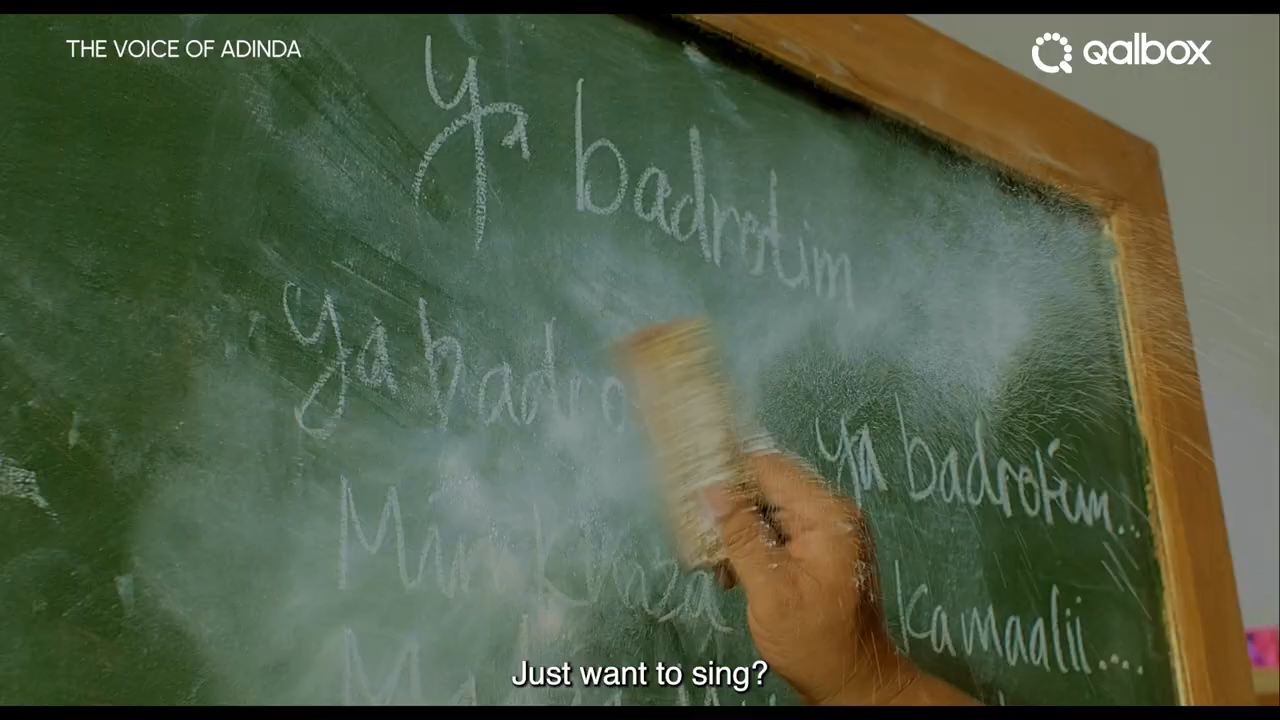 THE VOICE OF ADINDA
qalbox
Ya badrotim
Ya badro
Ya badrotim...
Kamaalii....
Just want to sing?